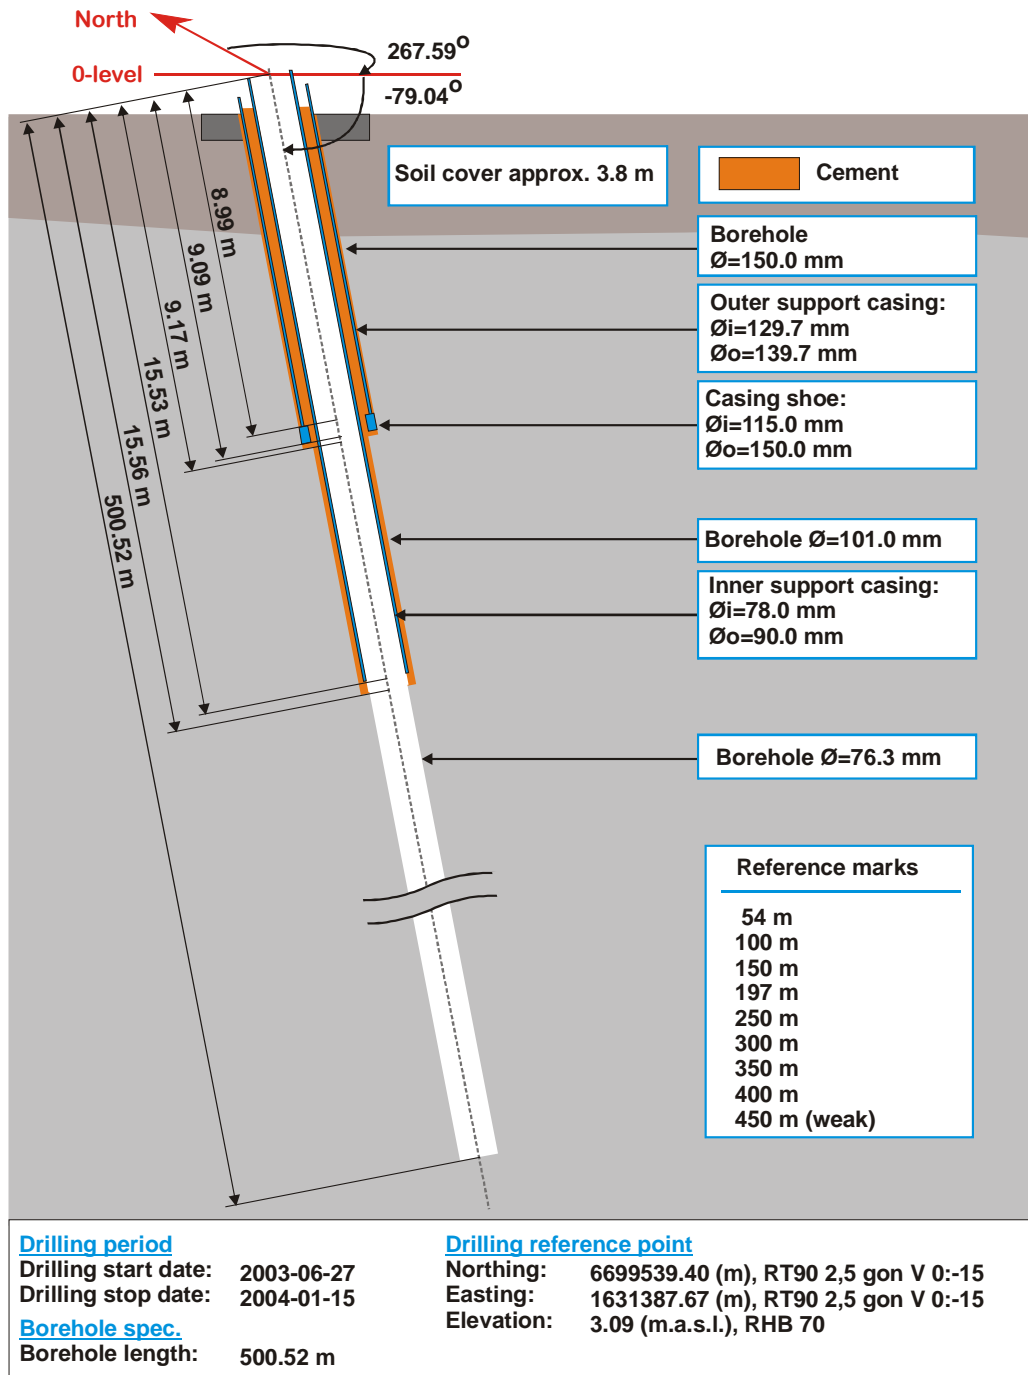 North
267.59°
0-level
-79.04°
Soil cover approx. 3.8 m
Cement
8.99 m
9.09 m
9.17 m
15.53 m
15.56 m
500.52 m
Borehole
Ø=150.0 mm
Outer support casing:
Øi=129.7 mm
Øo=139.7 mm
Casing shoe:
Øi=115.0 mm
Øo=150.0 mm
Borehole Ø=101.0 mm
Inner support casing:
Øi=78.0 mm
Øo=90.0 mm
Borehole Ø=76.3 mm
Reference marks
54 m
100 m
150 m
197 m
250 m
300 m
350 m
400 m
450 m (weak)
Drilling period
Drilling start date: 2003-06-27
Drilling stop date: 2004-01-15
Borehole spec.
Borehole length: 500.52 m
Drilling reference point
Northing: 6699539.40 (m), RT90 2,5 gon V 0:-15
Easting: 1631387.67 (m), RT90 2,5 gon V 0:-15
Elevation: 3.09 (m.a.s.l.), RHB 70